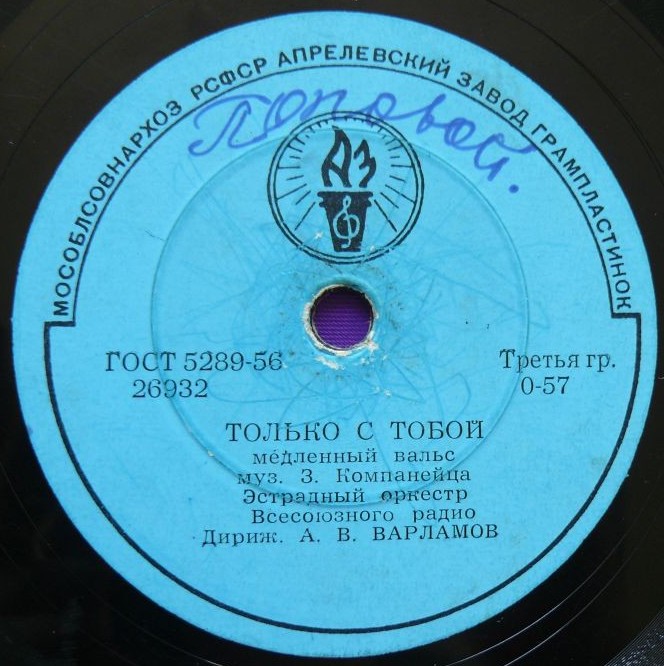 МОСОБЛСОВНАРХОЗ РСФСР АПРЕЛЕВСКИЙ ЗАВОД ГРАМПЛАСТИНОК
Поповой.
АЗ
ГОСТ 5289-56
26932
Третья гр.
0-57
ТОЛЬКО С ТОБОЙ
медленный вальс
муз. З. Компанейца
Эстрадный оркестр
Всесоюзного радио
Дириж. А. В. ВАРЛАМОВ